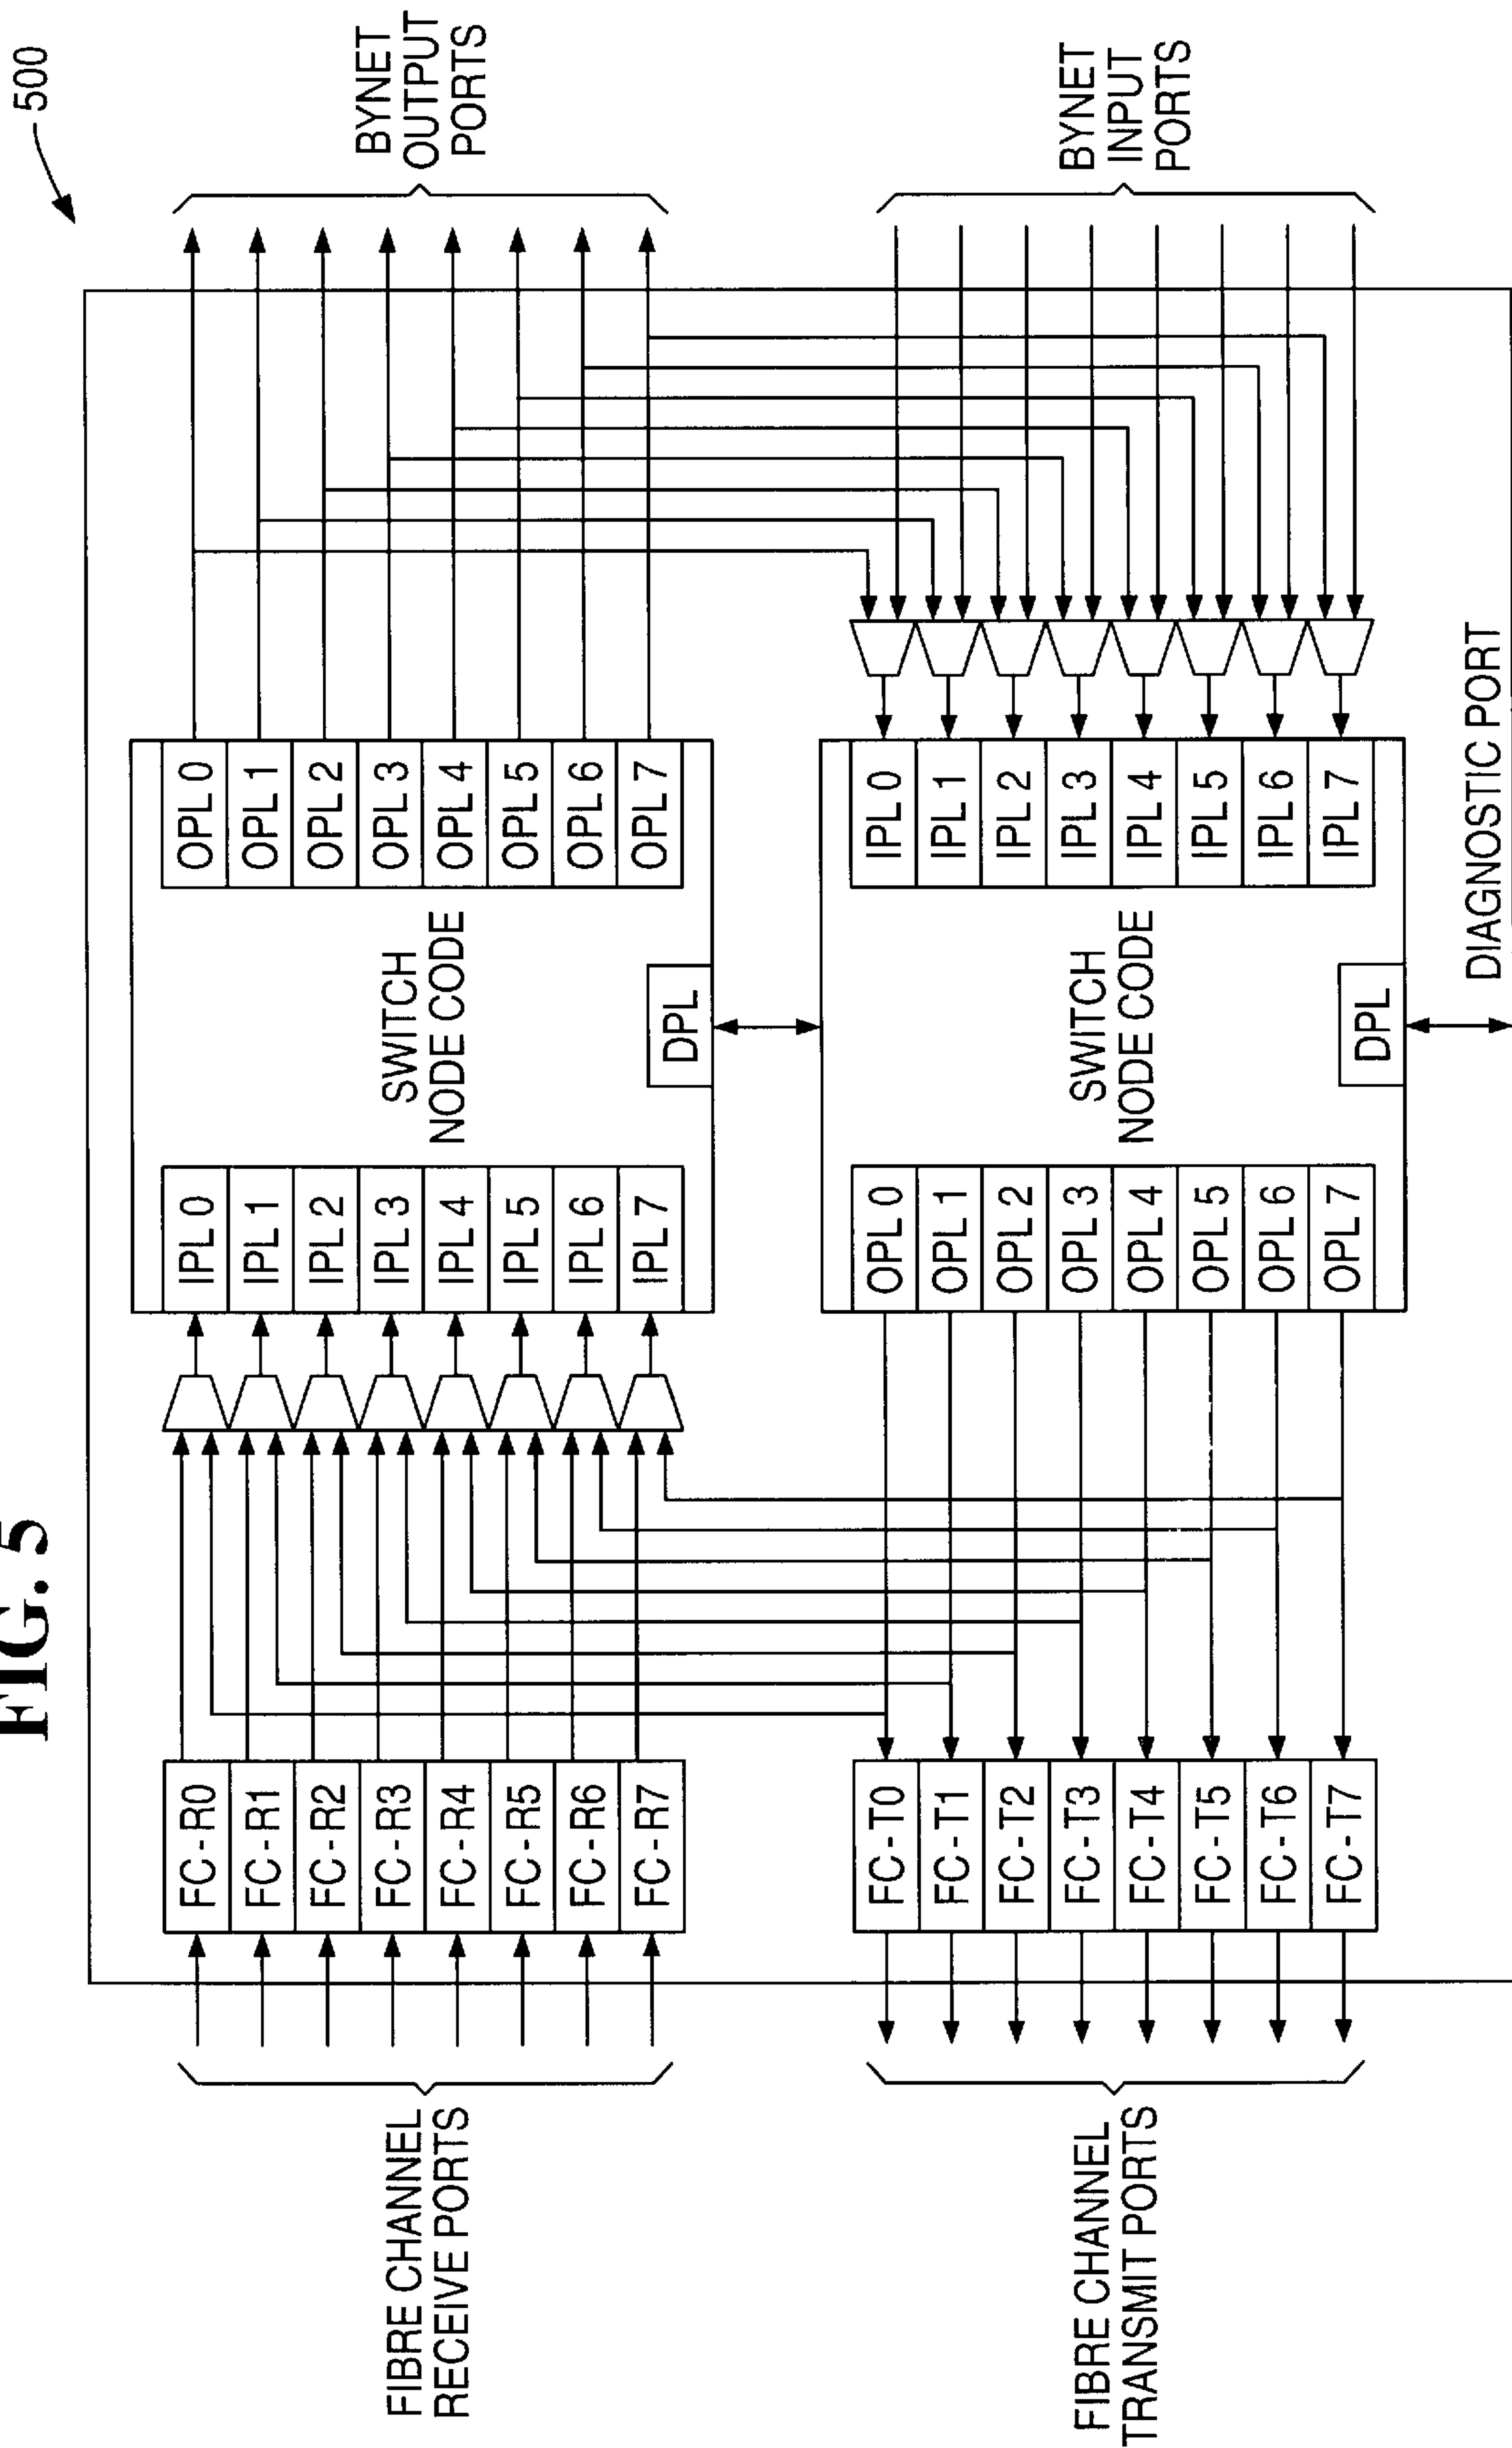 FIG. 5
500
FIBRE CHANNEL
RECEIVE PORTS
FC-R0
FC-R1
FC-R2
FC-R3
FC-R4
FC-R5
FC-R6
FC-R7
IPL 0
IPL 1
IPL 2
IPL 3
IPL 4
IPL 5
IPL 6
IPL 7
SWITCH
NODE CODE
DPL
OPL 0
OPL 1
OPL 2
OPL 3
OPL 4
OPL 5
OPL 6
OPL 7
BYNET
OUTPUT
PORTS
FIBRE CHANNEL
TRANSMIT PORTS
FC-T0
FC-T1
FC-T2
FC-T3
FC-T4
FC-T5
FC-T6
FC-T7
OPL 0
OPL 1
OPL 2
OPL 3
OPL 4
OPL 5
OPL 6
OPL 7
SWITCH
NODE CODE
DPL
IPL 0
IPL 1
IPL 2
IPL 3
IPL 4
IPL 5
IPL 6
IPL 7
BYNET
INPUT
PORTS
DIAGNOSTIC PORT